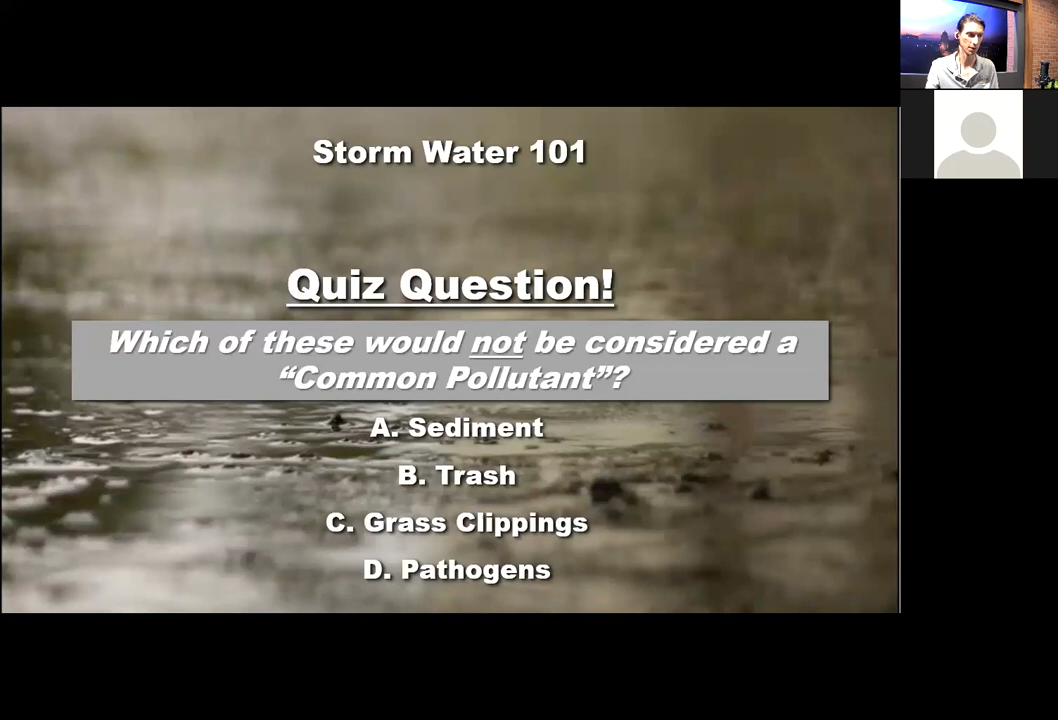 Storm Water 101
Quiz Question!
Which of these would not be considered a
“Common Pollutant”?
A. Sediment
B. Trash
C. Grass Clippings
D. Pathogens